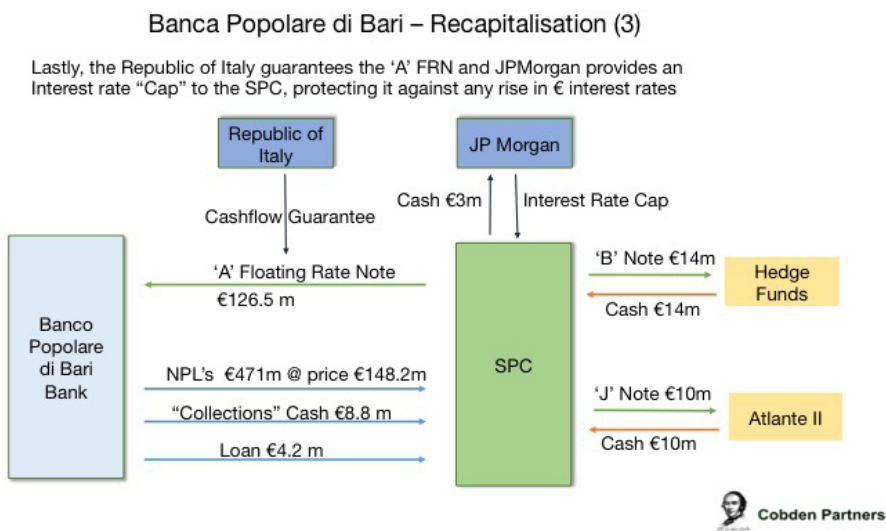 Banca Popolare di Bari – Recapitalisation (3)
Lastly, the Republic of Italy guarantees the ‘A’ FRN and JPMorgan provides an
Interest rate “Cap” to the SPC, protecting it against any rise in € interest rates
Republic of
Italy
JP Morgan
Cash €3m
Interest Rate Cap
Cashflow Guarantee
‘A’ Floating Rate Note
€126.5 m
‘B’ Note €14m
Cash €14m
Hedge
Funds
Banco
Popolare
di Bari
Bank
SPC
NPL's €471m @ price €148.2m
“Collections” Cash €8.8 m
Loan €4.2 m
‘J’ Note €10m
Cash €10m
Atlante II
Cobden Partners